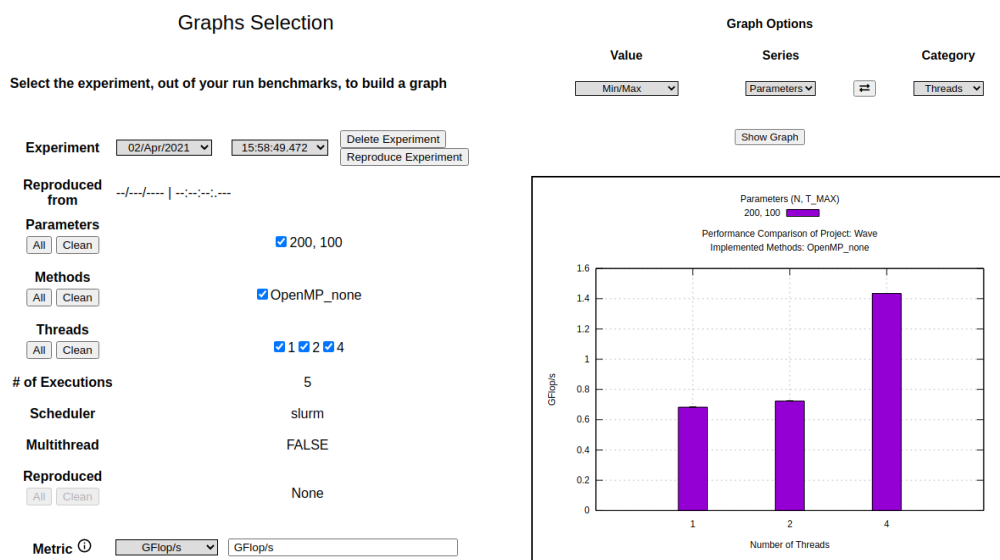 Graphs Selection
Select the experiment, out of your run benchmarks, to build a graph
Experiment 02/Apr/2021 15:58:49.472 Delete Experiment
Reproduce Experiment
Reproduced
from --/---/---- | --:--:--.---
Parameters
All Clean 200, 100
Methods
All Clean OpenMP_none
Threads
All Clean 1 2 4
# of Executions 5
Scheduler slurm
Multithread FALSE
Reproduced
All Clean None
Metric GFlop/s GFlop/s
Graph Options
Value Series Category
Min/Max Parameters ⇄ Threads
Show Graph
Parameters (N, T_MAX)
200, 100
Performance Comparison of Project: Wave
Implemented Methods: OpenMP_none
1.6
1.4
1.2
1
0.8
0.6
0.4
0.2
0
GFlop/s
1 2 4
Number of Threads